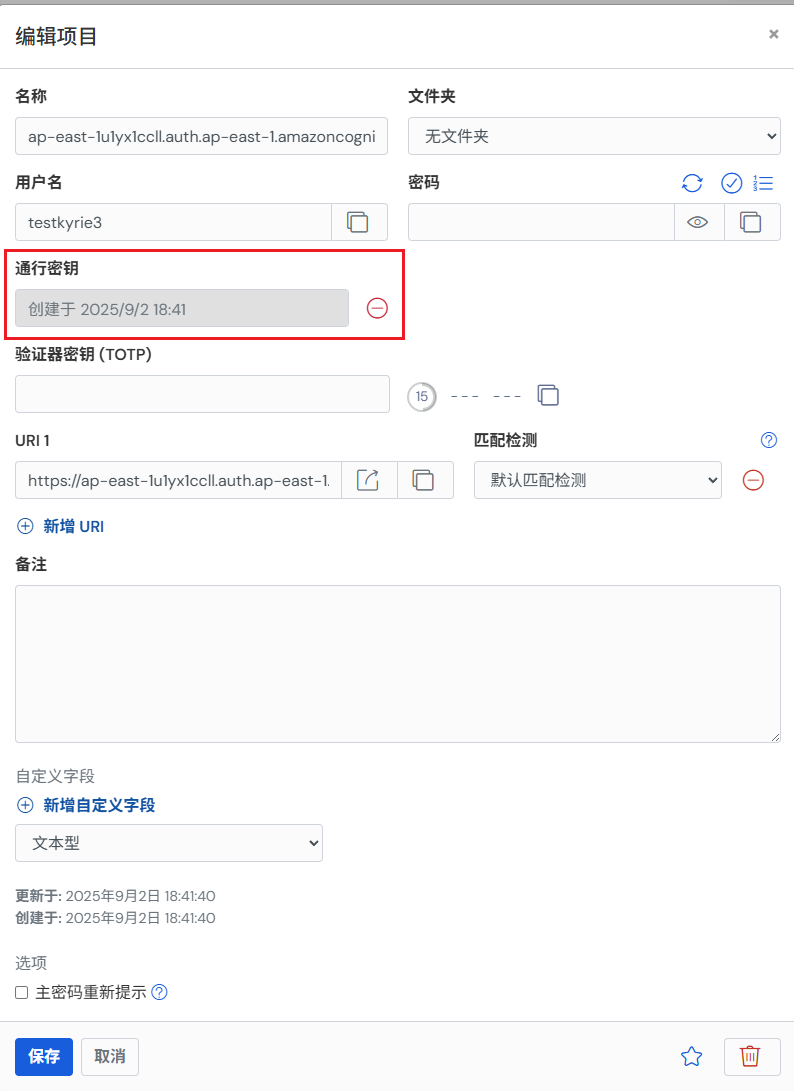 编辑项目
×
名称 文件夹
ap-east-1u1yx1ccll.auth.ap-east-1.amazoncogni 无文件夹
用户名 密码
testkyrie3
通行密钥
创建于 2025/9/2 18:41
验证器密钥 (TOTP)
15 --- ---
URI 1 匹配检测
https://ap-east-1u1yx1ccll.auth.ap-east-1. 默认匹配检测
新增 URI
备注
自定义字段
新增自定义字段
文本型
更新于: 2025年9月2日 18:41:40
创建于: 2025年9月2日 18:41:40
选项
主密码重新提示
保存 取消